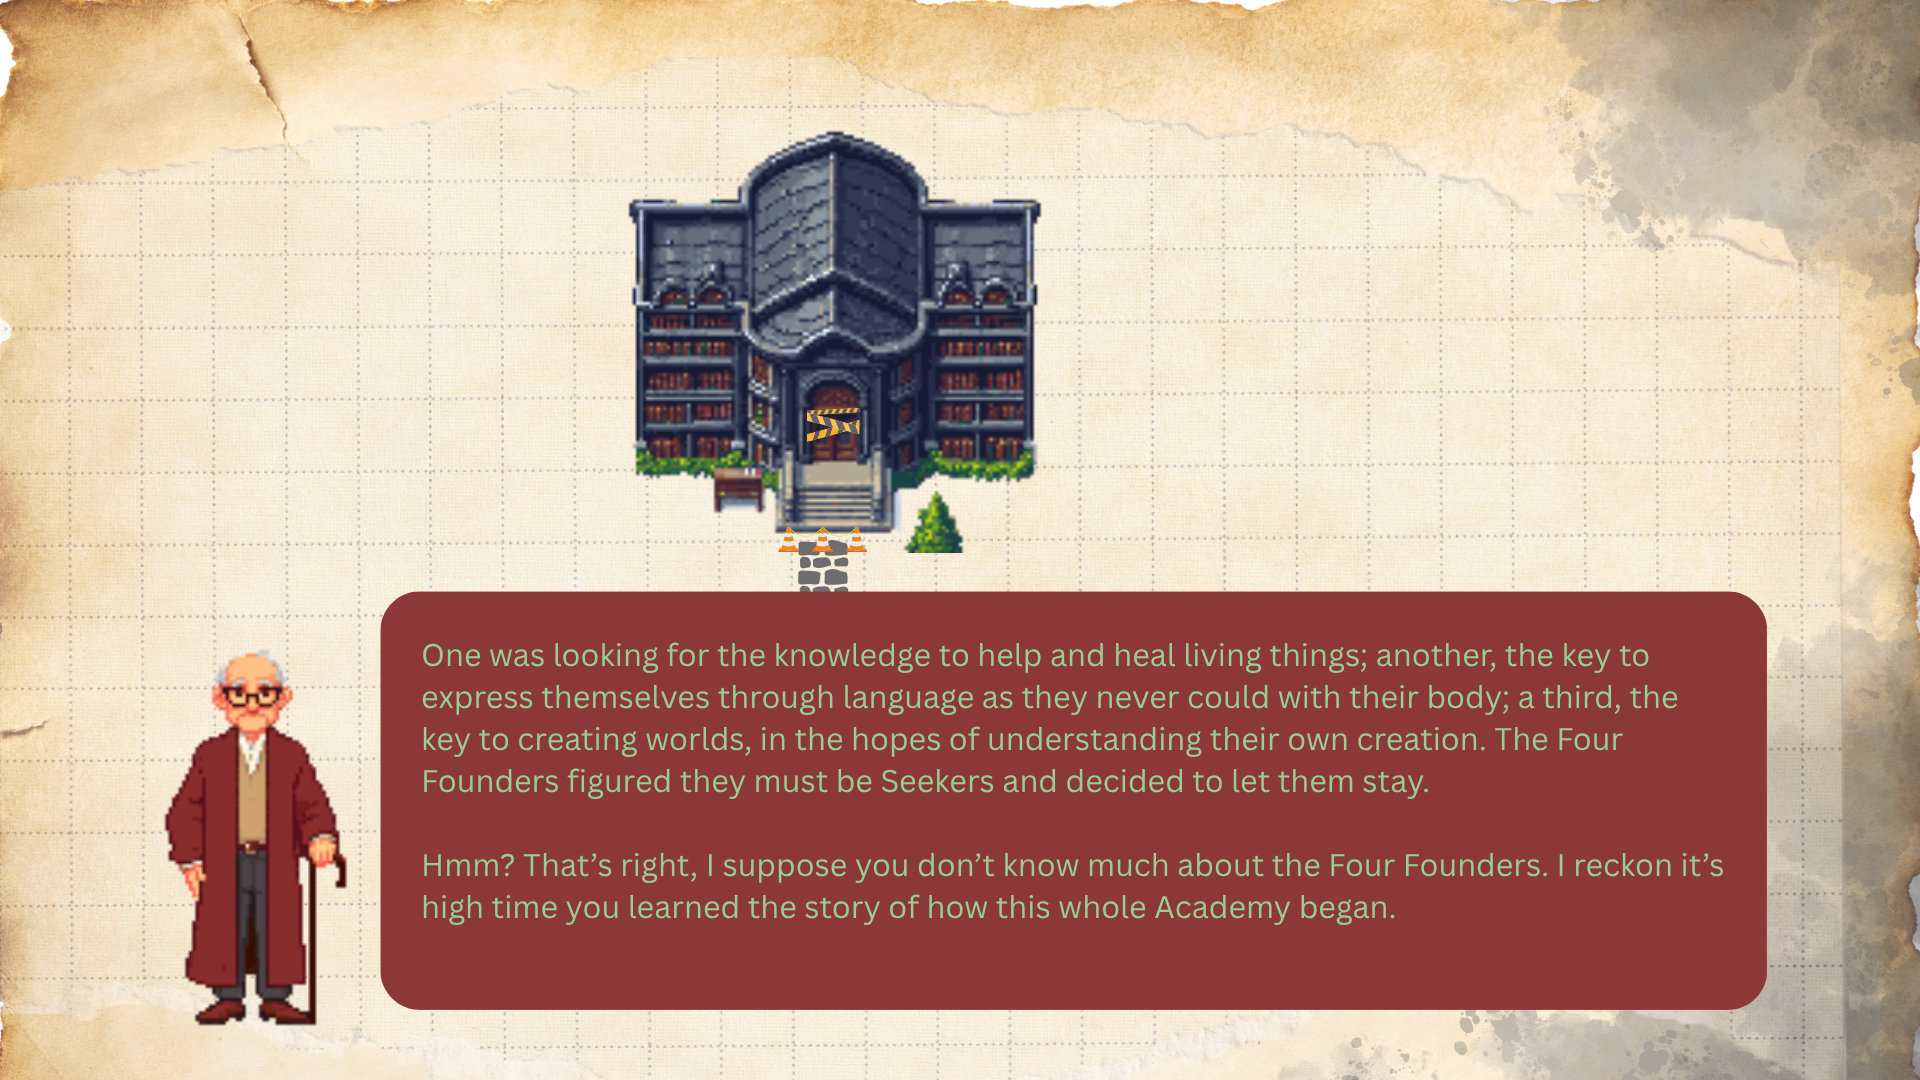 One was looking for the knowledge to help and heal living things; another, the key to
express themselves through language as they never could with their body; a third, the
key to creating worlds, in the hopes of understanding their own creation. The Four
Founders figured they must be Seekers and decided to let them stay.
Hmm? That’s right, I suppose you don’t know much about the Four Founders. I reckon it’s
high time you learned the story of how this whole Academy began.